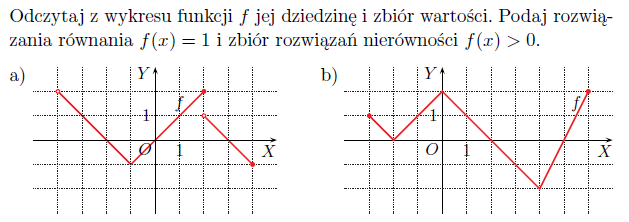 Odczytaj z wykresu funkcji f jej dziedzinę i zbiór wartości. Podaj rozwią-
zania równania f(x) = 1 i zbiór rozwiązań nierówności f(x) > 0.
a) Y f 1 O 1 X
b) Y f 1 O 1 X